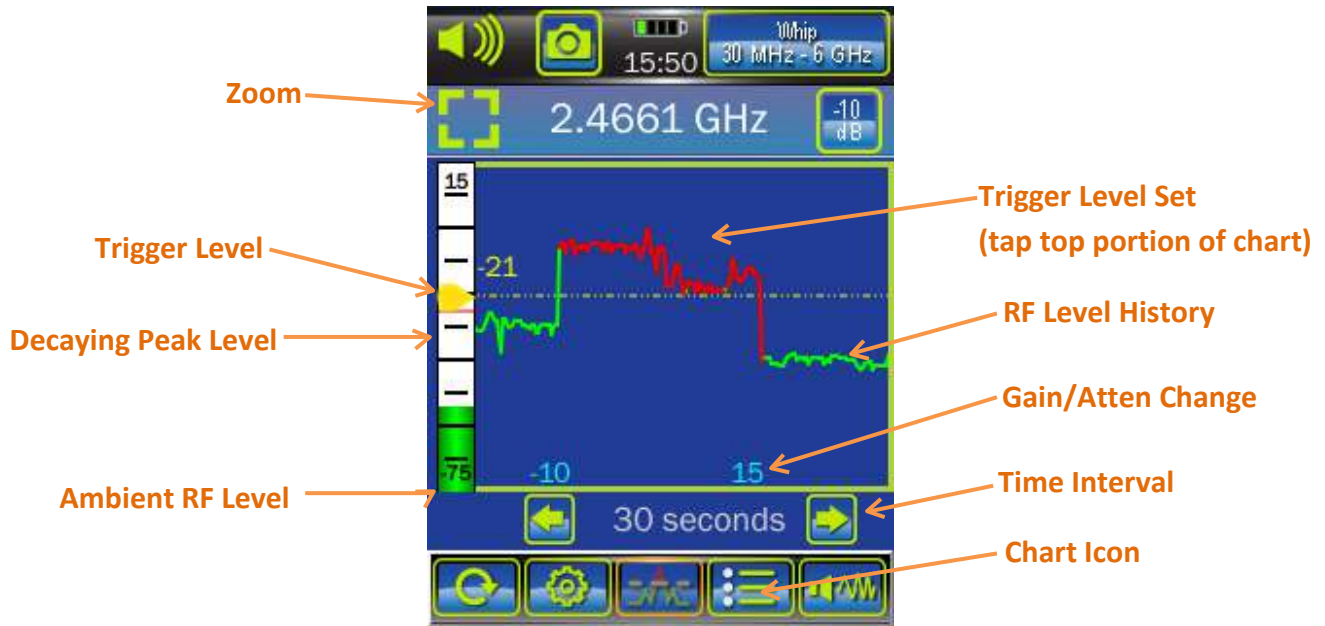 Whip
15:50
30 MHz - 6 GHz
Zoom
2.4661 GHz
-10
dB
15
Trigger Level Set
(tap top portion of chart)
Trigger Level
-21
RF Level History
Decaying Peak Level
Gain/Atten Change
-75
-10
15
Ambient RF Level
Time Interval
30 seconds
Chart Icon